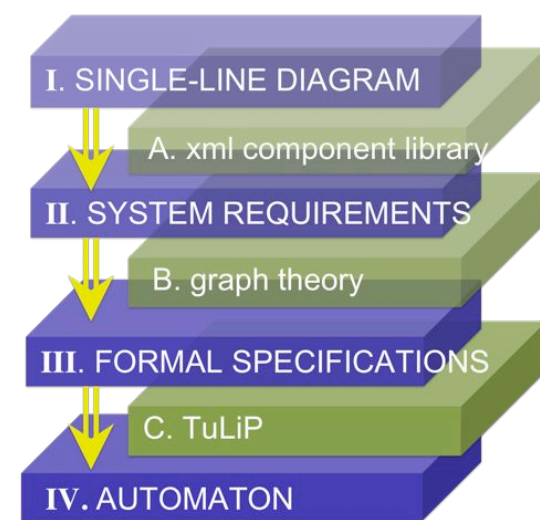 I. SINGLE-LINE DIAGRAM
A. xml component library
II. SYSTEM REQUIREMENTS
B. graph theory
III. FORMAL SPECIFICATIONS
C. TuLiP
IV. AUTOMATON